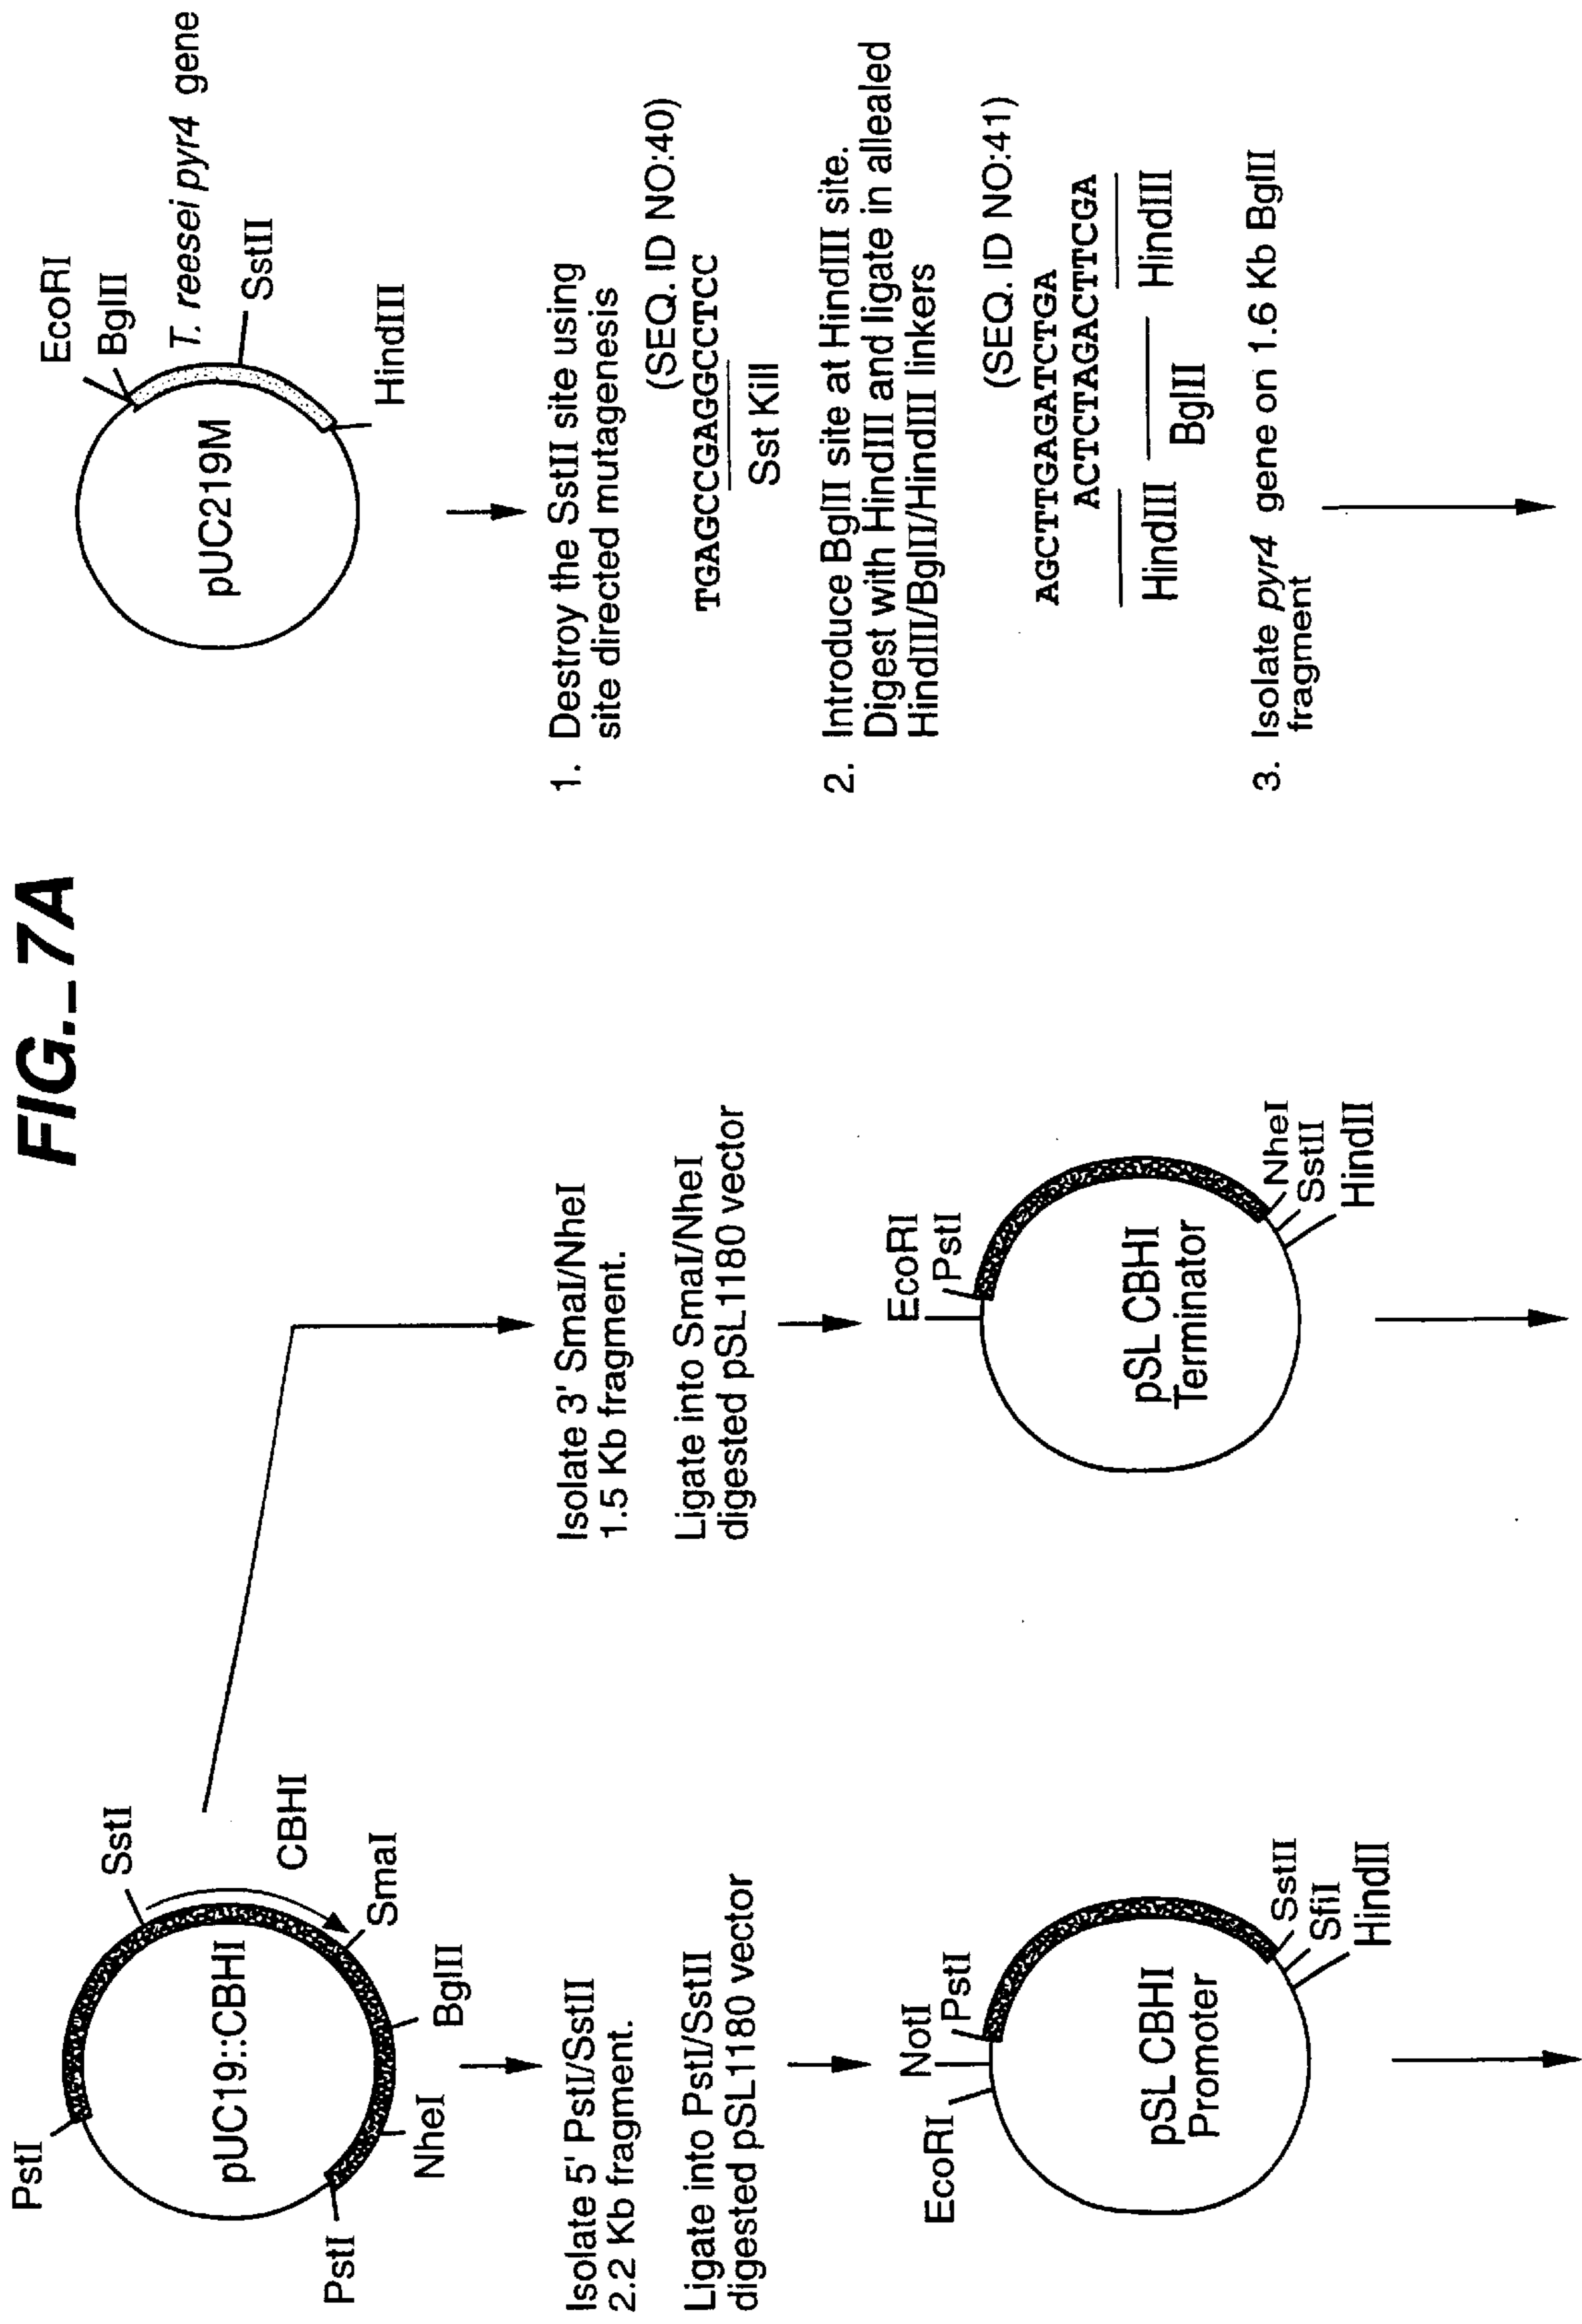 FIG._7A
PstI
SstI
CBHI
SmaI
BglII
NheI
PstI
pUC19::CBHI
Isolate 5' PstI/SstII
2.2 Kb fragment.
Ligate into PstI/SstII
digested pSL1180 vector
EcoRI
NotI
PstI
pSL CBHI
Promoter
SstII
SfiI
HindII
Isolate 3' SmaI/NheI
1.5 Kb fragment.
Ligate into SmaI/NheI
digested pSL1180 vector
EcoRI
PstI
pSL CBHI
Terminator
NheI
SstII
HindII
EcoRI
BglII
T. reesei pyr4 gene
SstII
HindIII
pUC219M
1. Destroy the SstII site using
site directed mutagenesis
(SEQ. ID NO:40)
TGAGCCGAGGCCTCC
Sst Kill
2. Introduce BglII site at HindIII site.
Digest with HindIII and ligate in allealed
HindIII/BglII/HindIII linkers
(SEQ. ID NO:41)
AGCTTGAGATCTGA
ACTCTAGACTTCGA
HindIII BglII HindIII
3. Isolate pyr4 gene on 1.6 Kb BglII
fragment